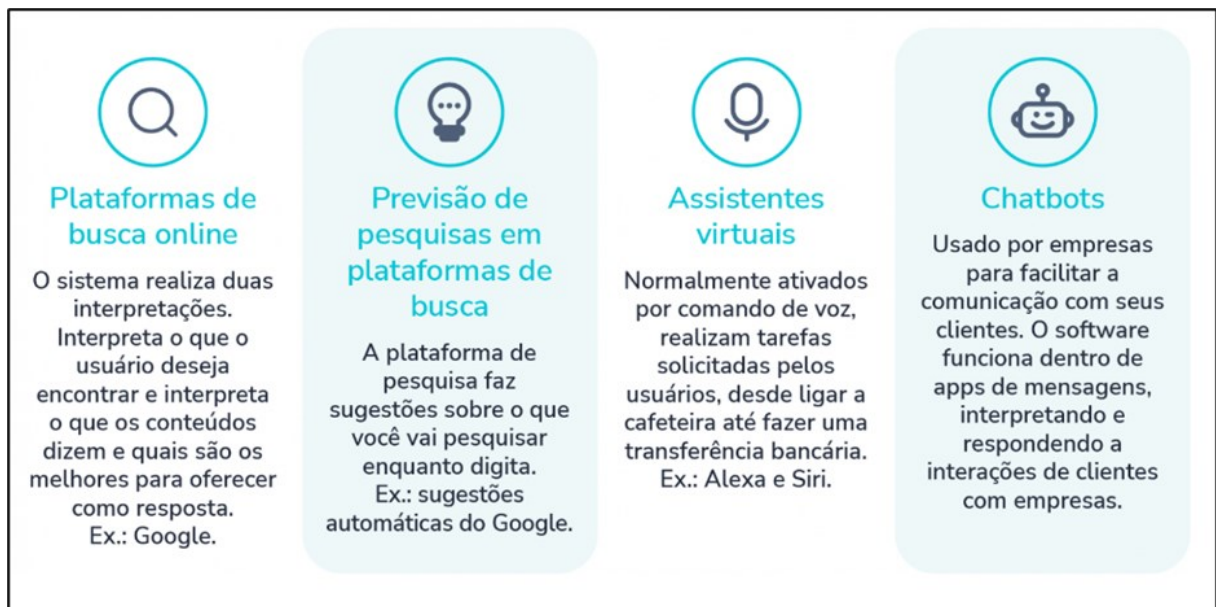 Plataformas de
busca online
O sistema realiza duas
interpretações.
Interpreta o que o
usuário deseja
encontrar e interpreta
o que os conteúdos
dizem e quais são os
melhores para oferecer
como resposta.
Ex.: Google.
Previsão de
pesquisas em
plataformas de
busca
A plataforma de
pesquisa faz
sugestões sobre o que
você vai pesquisar
enquanto digita.
Ex.: sugestões
automáticas do Google.
Assistentes
virtuais
Normalmente ativados
por comando de voz,
realizam tarefas
solicitadas pelos
usuários, desde ligar a
cafeteira até fazer uma
transferência bancária.
Ex.: Alexa e Siri.
Chatbots
Usado por empresas
para facilitar a
comunicação com seus
clientes. O software
funciona dentro de
apps de mensagens,
interpretando e
respondendo a
interações de clientes
com empresas.